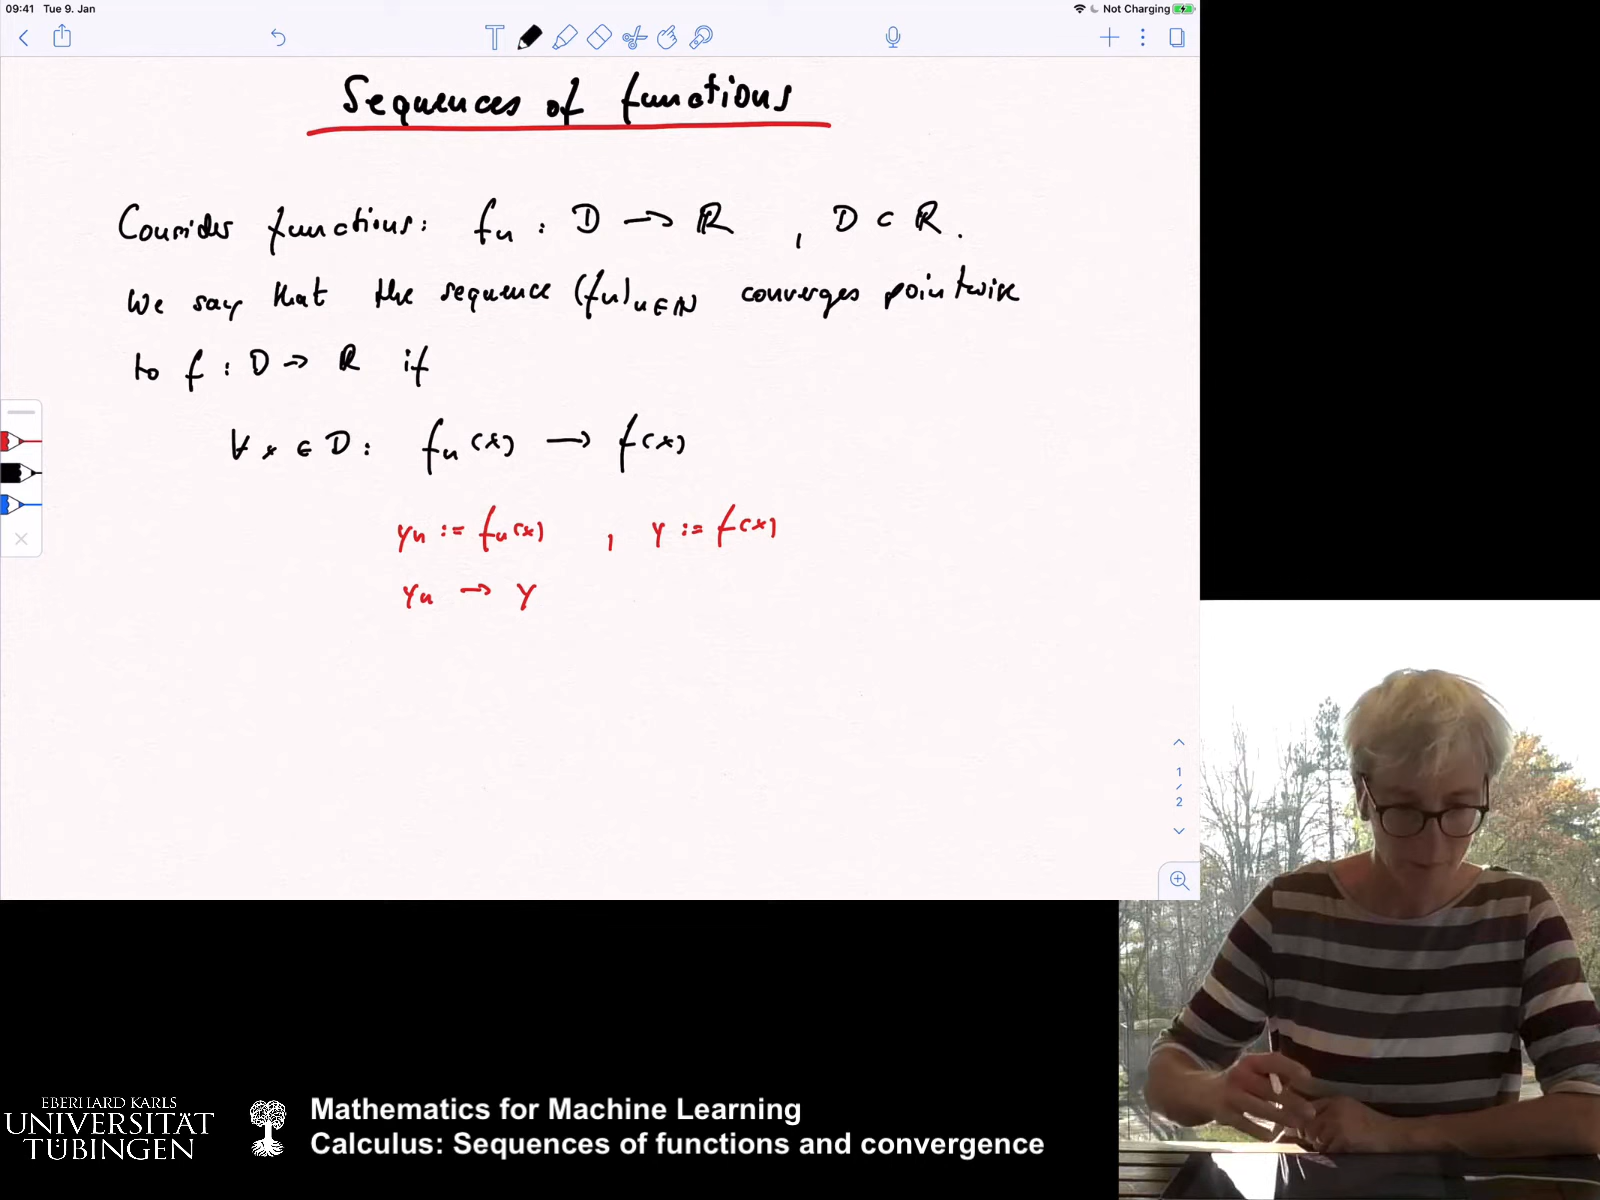 09:41 Tue 9. Jan
Not Charging
T
Sequences of functions
Consider functions: fₙ : D → ℝ , D ⊂ ℝ.
We say that the sequence (fₙ)ₙ∈ℕ converges pointwise
to f : D → ℝ if
∀ x ∈ D : fₙ(x) → f(x)
yₙ := fₙ(x) , y := f(x)
yₙ → y
1
/
2
EBERHARD KARLS
UNIVERSITÄT
TÜBINGEN
Mathematics for Machine Learning
Calculus: Sequences of functions and convergence